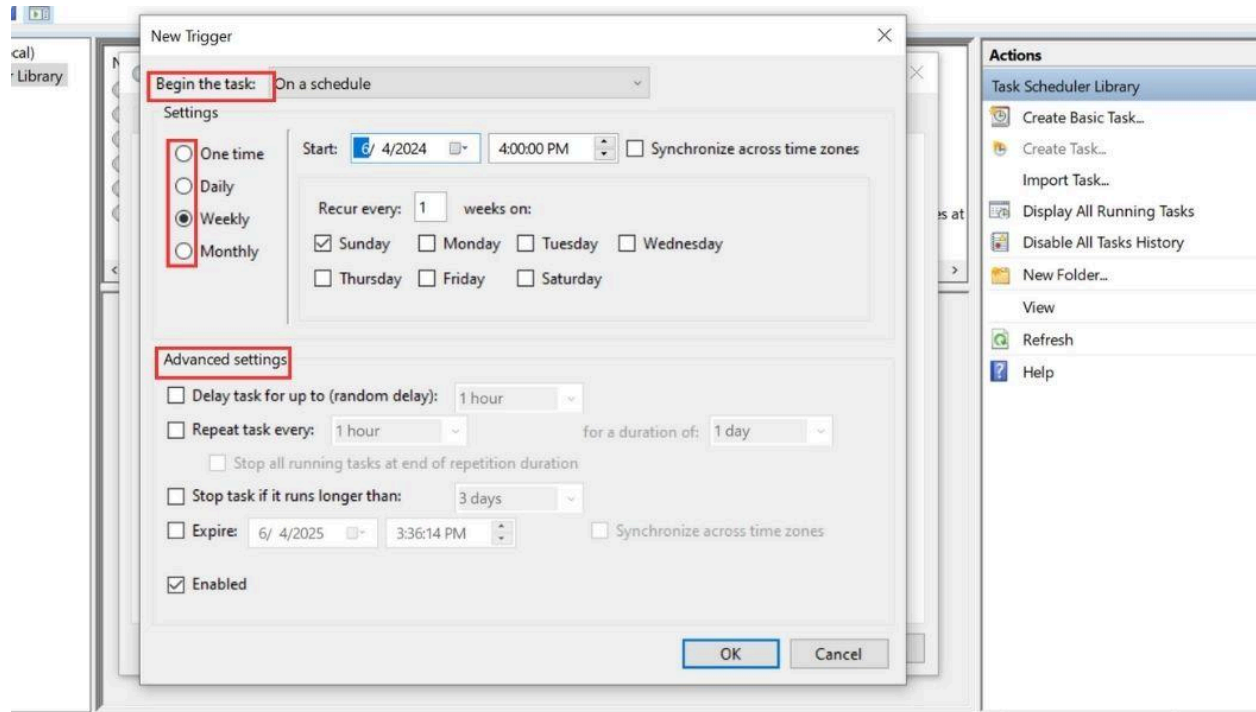 New Trigger
cal)
Library
Begin the task: On a schedule
Settings
One time
Daily
Weekly
Monthly
Start: 6/ 4/2024 4:00:00 PM Synchronize across time zones
Recur every: 1 weeks on:
Sunday Monday Tuesday Wednesday
Thursday Friday Saturday
Advanced settings
Delay task for up to (random delay): 1 hour
Repeat task every: 1 hour for a duration of: 1 day
Stop all running tasks at end of repetition duration
Stop task if it runs longer than: 3 days
Expire: 6/ 4/2025 3:36:14 PM Synchronize across time zones
Enabled
OK Cancel
es at
Actions
Task Scheduler Library
Create Basic Task...
Create Task...
Import Task...
Display All Running Tasks
Disable All Tasks History
New Folder...
View
Refresh
Help